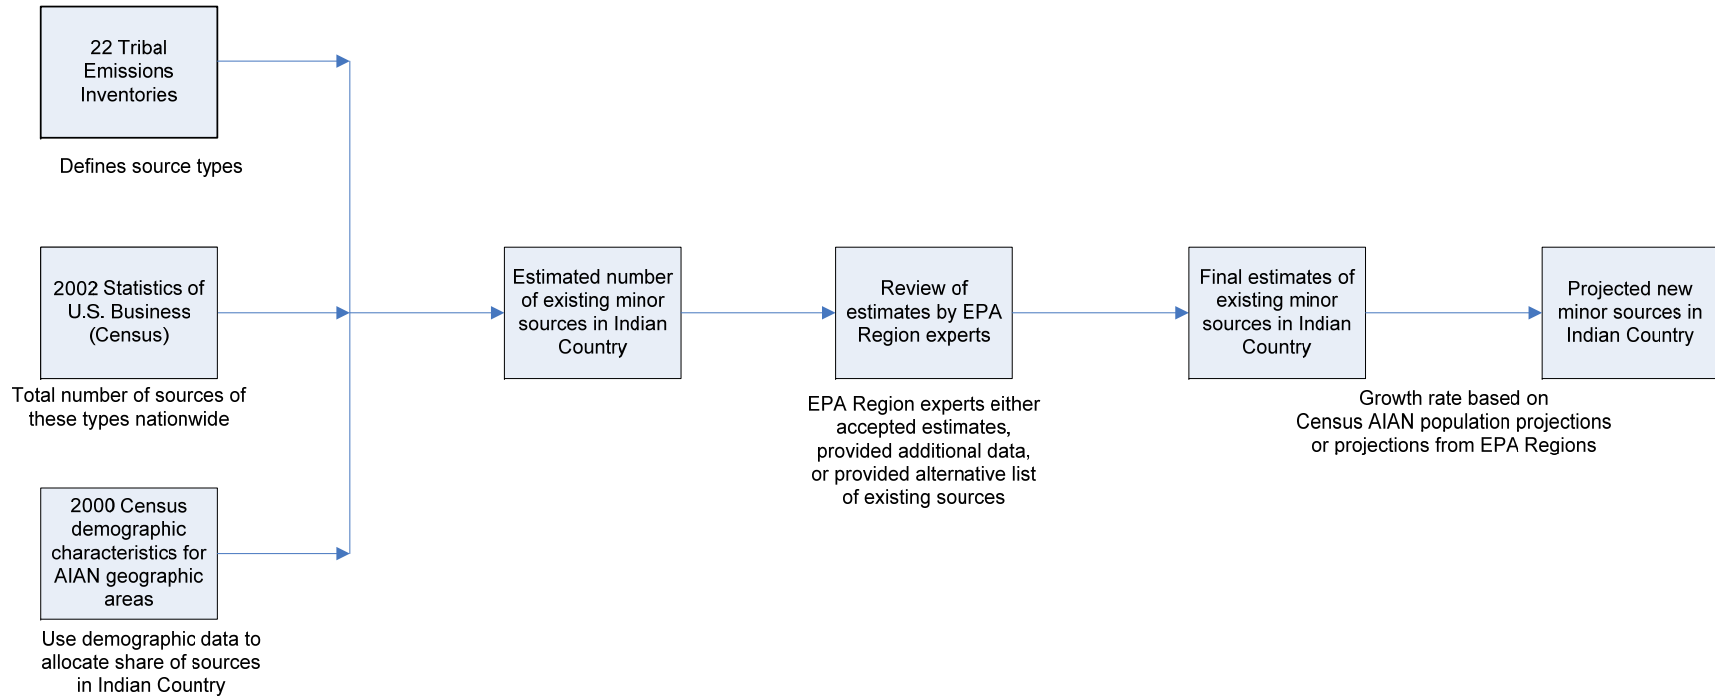 22 Tribal
Emissions
Inventories
Defines source types
2002 Statistics of
U.S. Business
(Census)
Total number of sources of
these types nationwide
2000 Census
demographic
characteristics for
AIAN geographic
areas
Use demographic data to
allocate share of sources
in Indian Country
Estimated number
of existing minor
sources in Indian
Country
Review of
estimates by EPA
Region experts
EPA Region experts either
accepted estimates,
provided additional data,
or provided alternative list
of existing sources
Final estimates of
existing minor
sources in Indian
Country
Growth rate based on
Census AIAN population projections
or projections from EPA Regions
Projected new
minor sources in
Indian Country